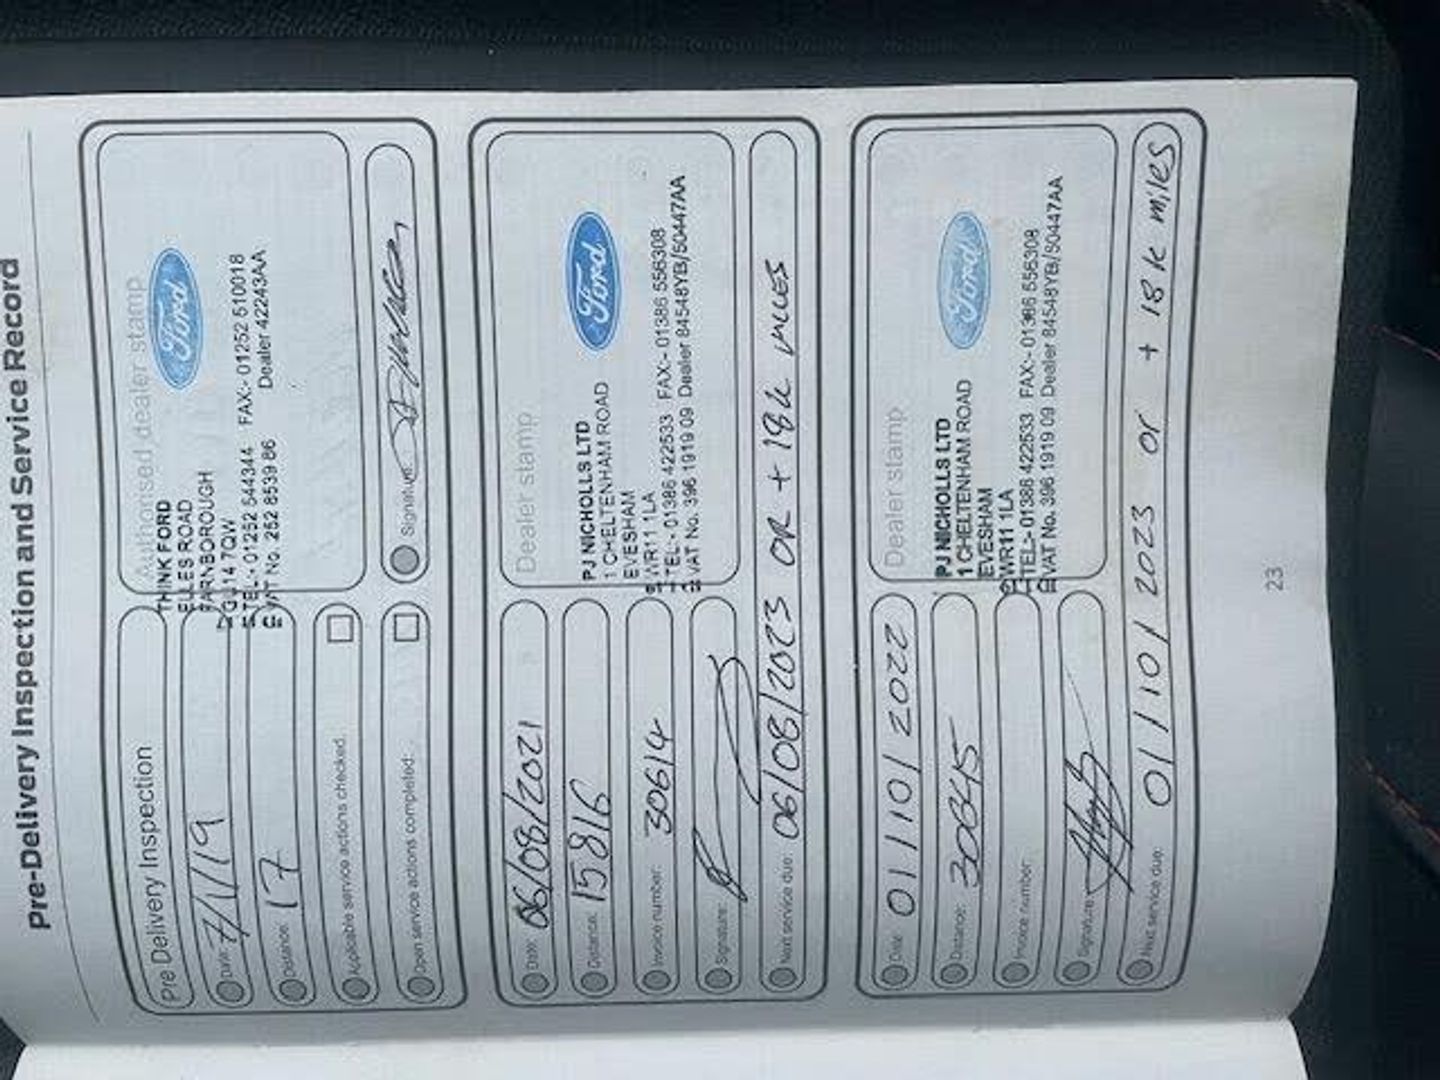 Pre-Delivery Inspection and Service Record
Pre Delivery Inspection
Date: 7/1/19
Distance: 17
Applicable service actions checked:
Open service actions completed:
Authorised dealer stamp
Ford
THINK FORD
ELLES ROAD
FARNBOROUGH
GU14 7QW
TEL:- 01252 544344 FAX:- 01252 510018
VAT No. 252 8539 86 Dealer 42243AA
Signature:
Date: 06/08/2021
Distance: 15816
Invoice number: 30614
Signature:
Next service due: 06/08/2023 OR + 18k MILES
Dealer stamp
Ford
PJ NICHOLLS LTD
1 CHELTENHAM ROAD
EVESHAM
WR11 1LA
TEL:- 01386 422533 FAX:- 01386 556308
VAT No. 396 1919 09 Dealer 84548YB/50447AA
Date: 01/10/2022
Distance: 30645
Invoice number:
Signature:
Next service due: 01/10/2023 or + 18k miles
Dealer stamp
Ford
PJ NICHOLLS LTD
1 CHELTENHAM ROAD
EVESHAM
WR11 1LA
TEL:- 01386 422533 FAX:- 01386 556308
VAT No. 396 1919 09 Dealer 84548YB/50447AA
23